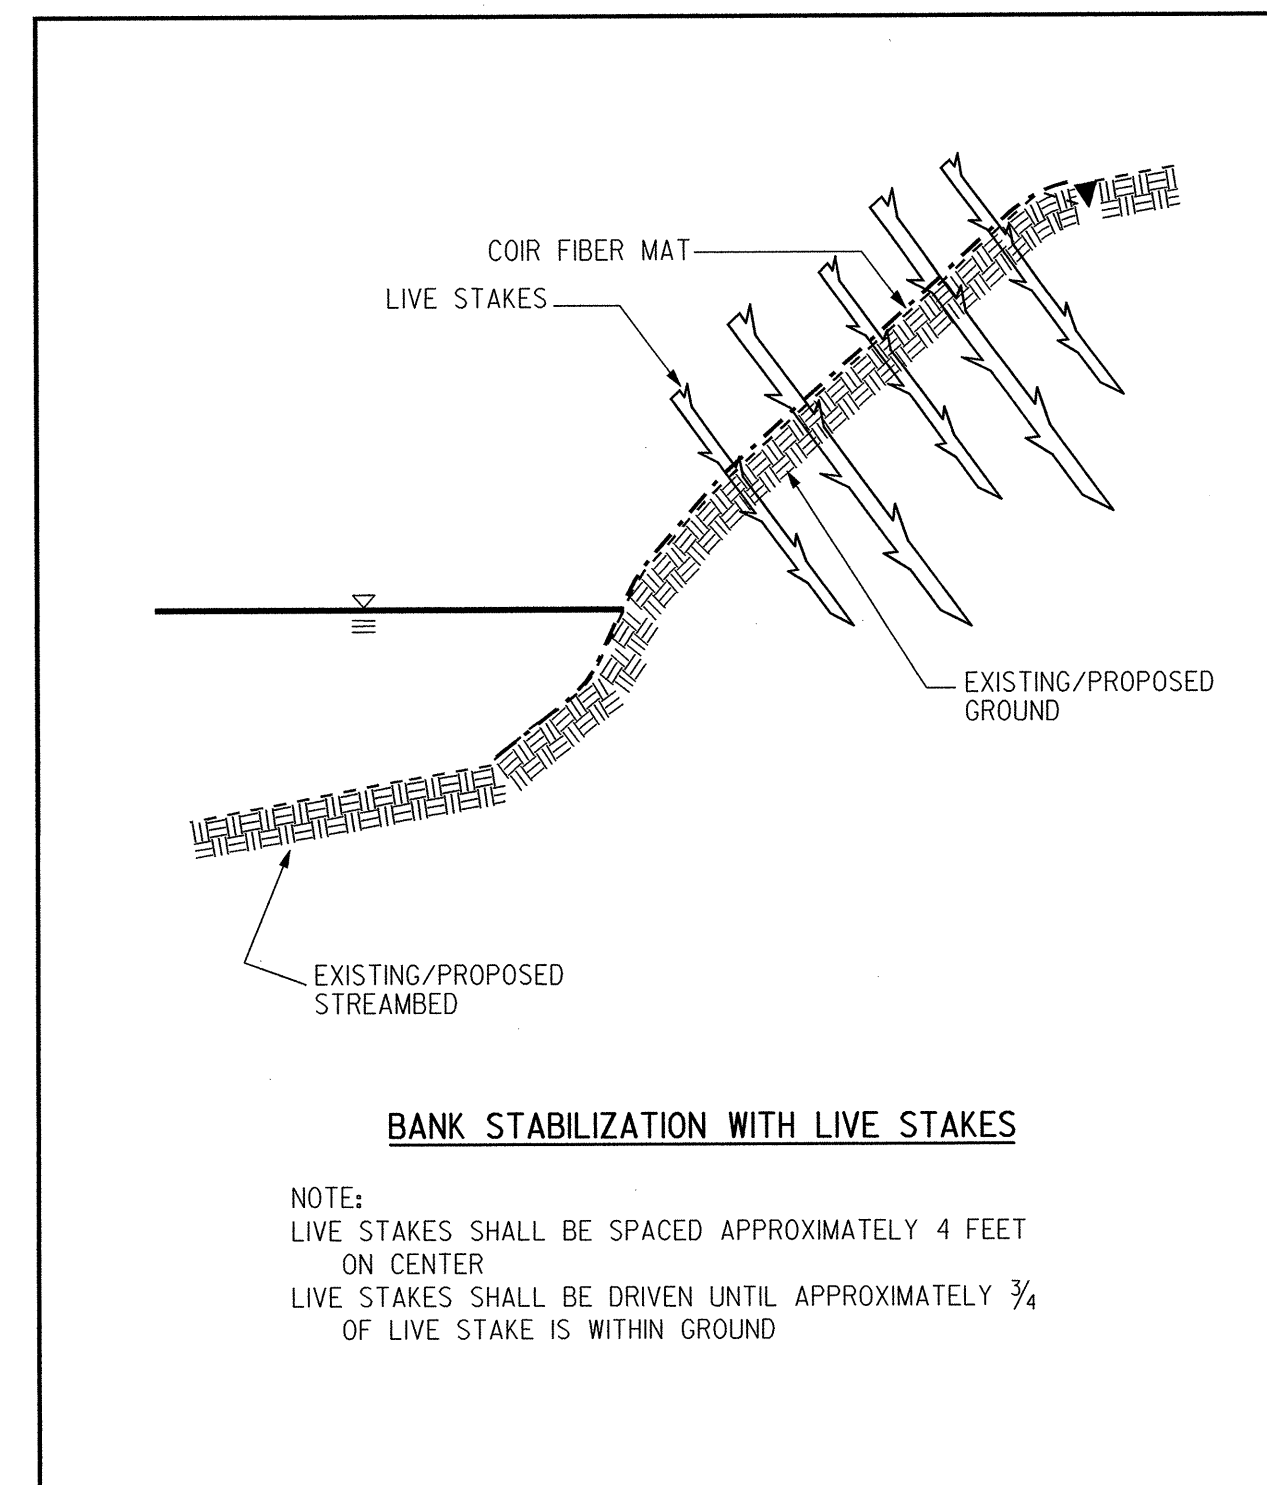 COIR FIBER MAT
LIVE STAKES
EXISTING/PROPOSED
GROUND
EXISTING/PROPOSED
STREAMBED
BANK STABILIZATION WITH LIVE STAKES
NOTE:
LIVE STAKES SHALL BE SPACED APPROXIMATELY 4 FEET
ON CENTER
LIVE STAKES SHALL BE DRIVEN UNTIL APPROXIMATELY ¾
OF LIVE STAKE IS WITHIN GROUND